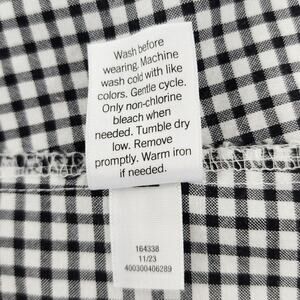 Wash before
wearing. Machine
wash cold with like
colors. Gentle cycle.
Only non-chlorine
bleach when
needed. Tumble dry
low. Remove
promptly. Warm iron
if needed.
164338
11/23
400300406289